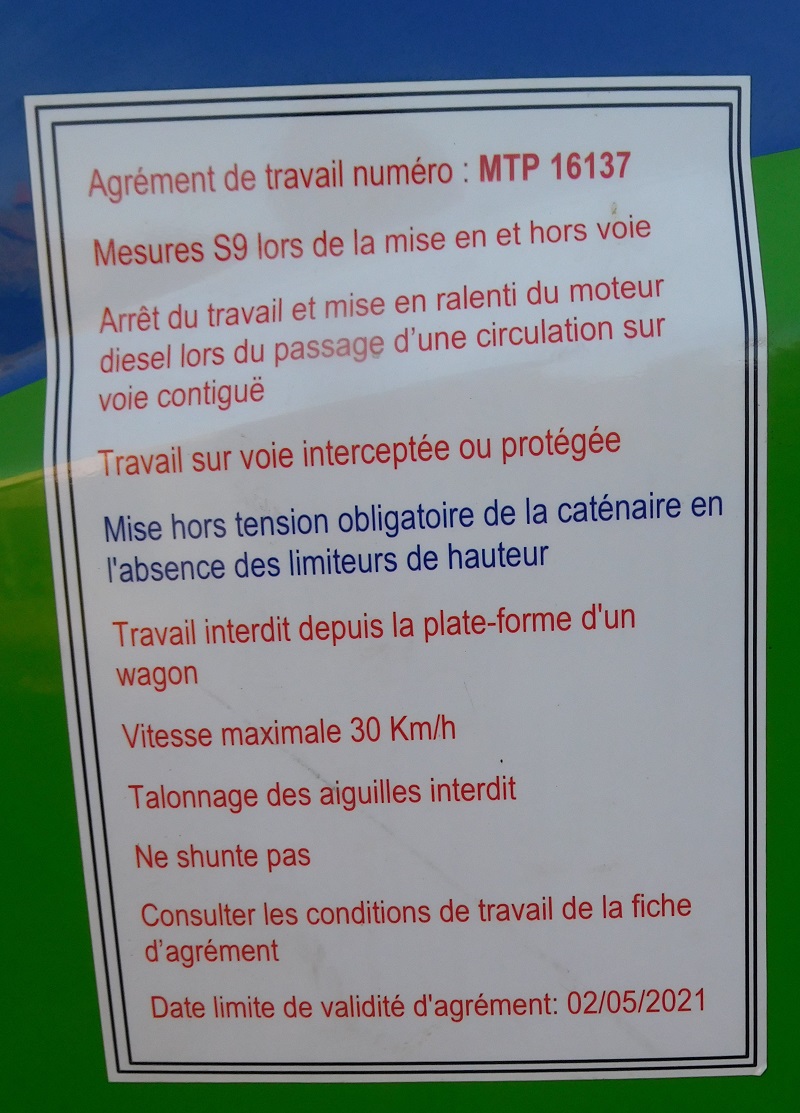 Agrément de travail numéro : MTP 16137
Mesures S9 lors de la mise en et hors voie
Arrêt du travail et mise en ralenti du moteur
diesel lors du passage d’une circulation sur
voie contiguë
Travail sur voie interceptée ou protégée
Mise hors tension obligatoire de la caténaire en
l'absence des limiteurs de hauteur
Travail interdit depuis la plate-forme d'un
wagon
Vitesse maximale 30 Km/h
Talonnage des aiguilles interdit
Ne shunte pas
Consulter les conditions de travail de la fiche
d’agrément
Date limite de validité d'agrément: 02/05/2021